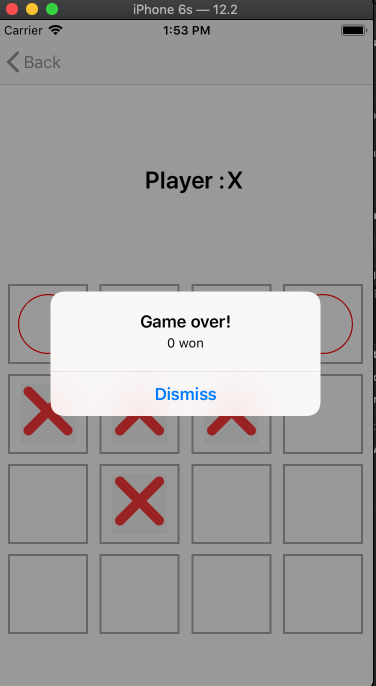 iPhone 6s — 12.2
Carrier 1:53 PM
Back
Player :X
Game over!
0 won
Dismiss